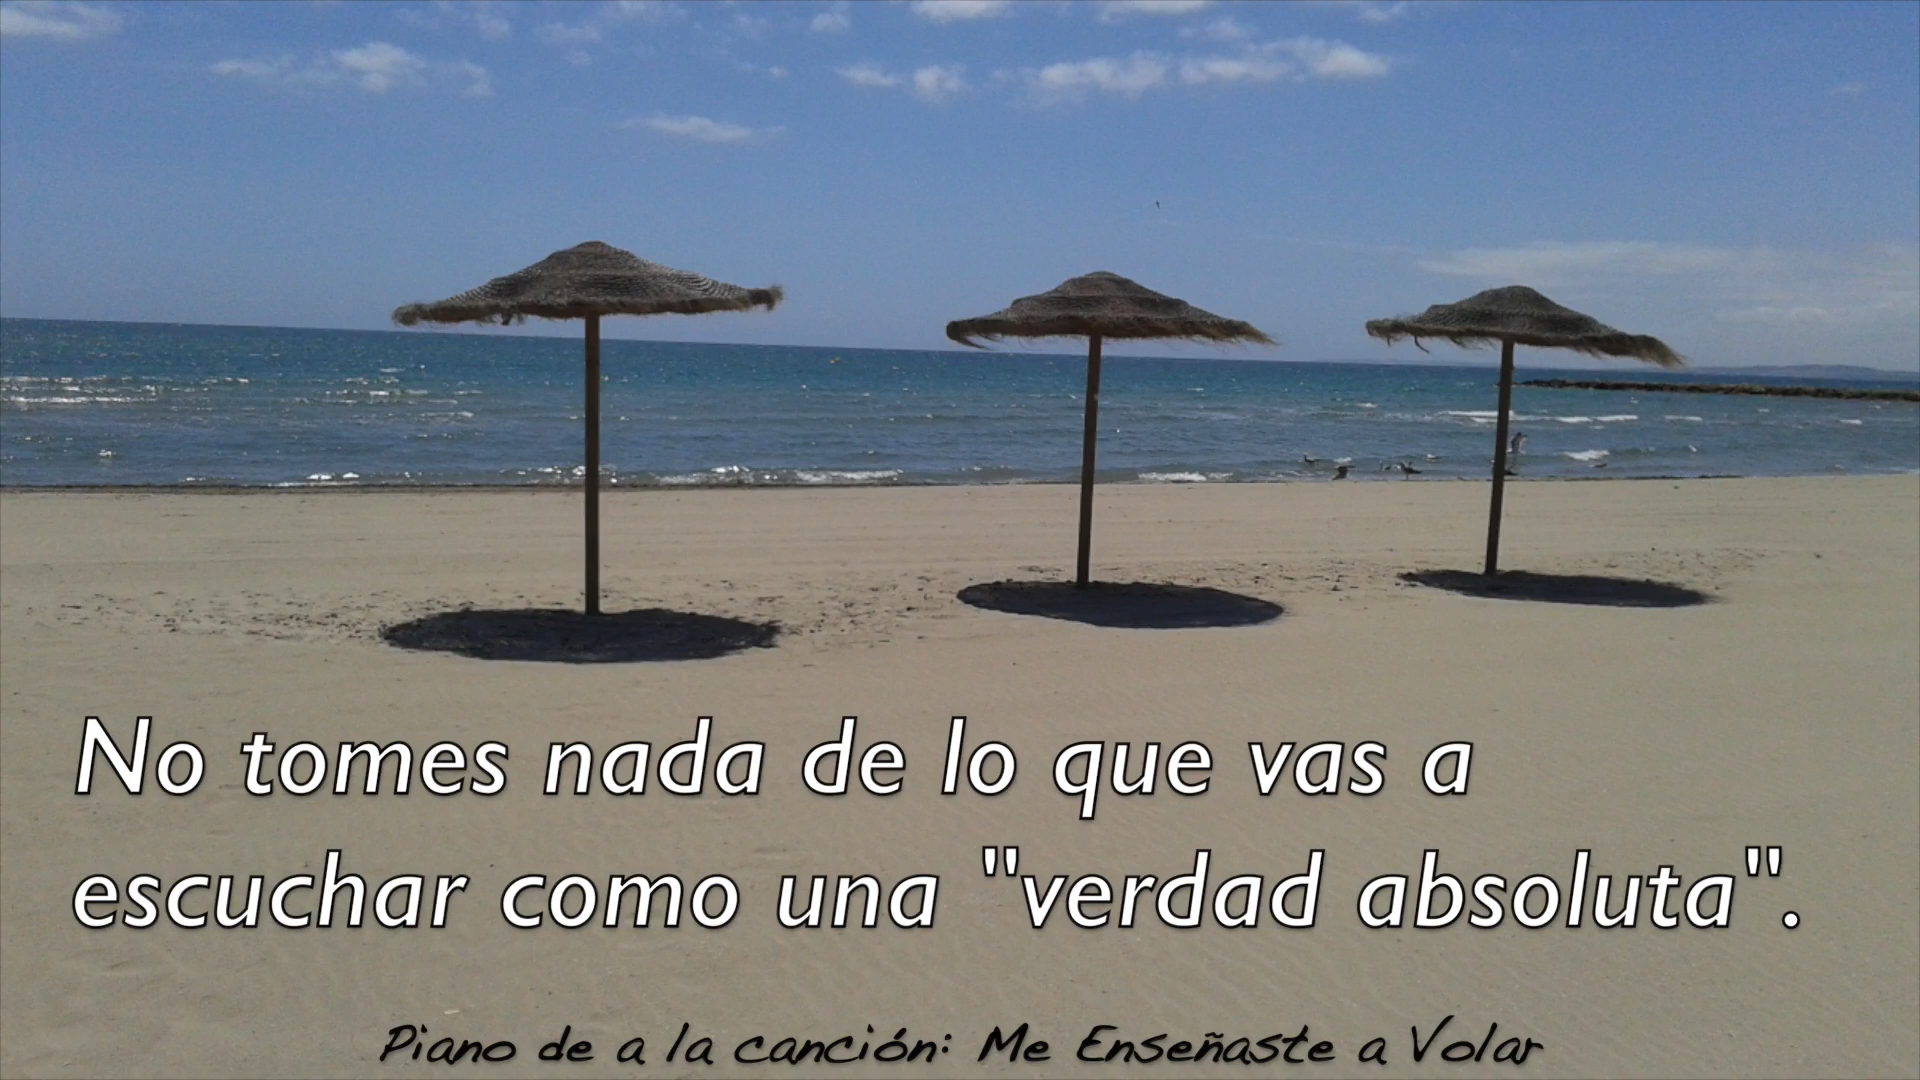 No tomes nada de lo que vas a
escuchar como una "verdad absoluta".
Piano de a la canción: Me Enseñaste a Volar